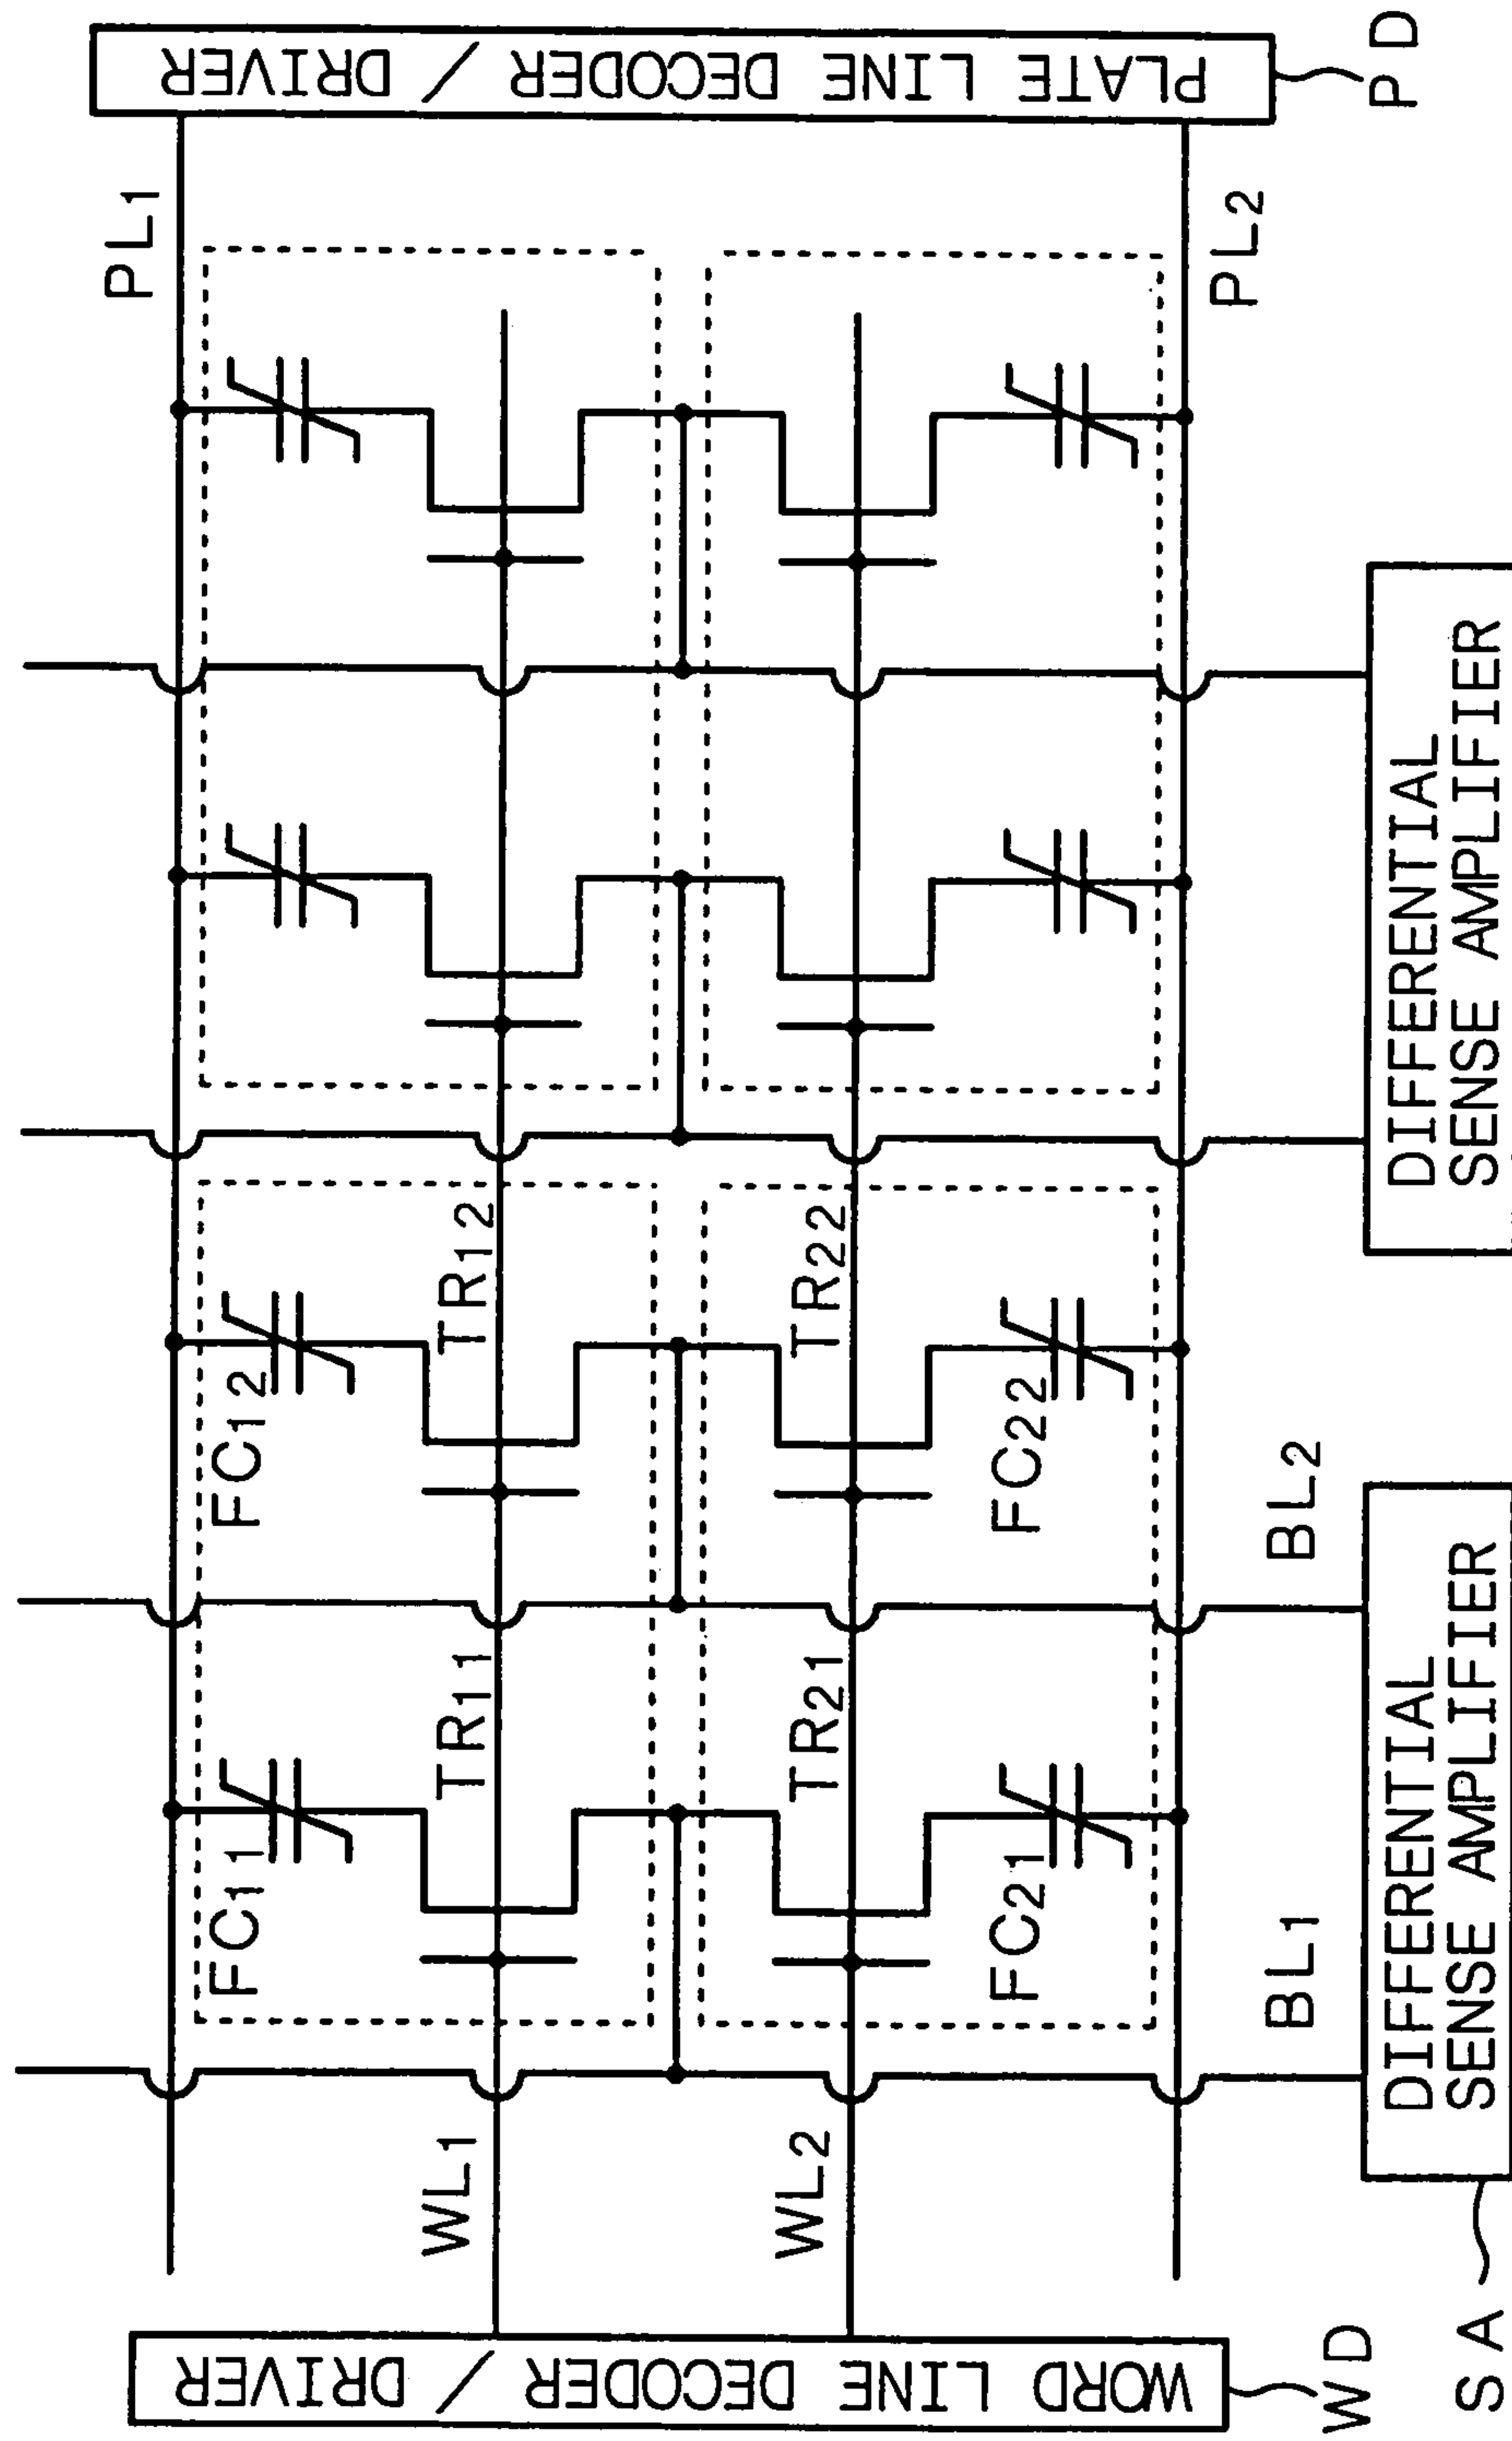 PLATE LINE DECODER / DRIVER
PD
PL1
PL2
TR12
TR22
FC12
FC22
BL2
DIFFERENTIAL
SENSE AMPLIFIER
TR11
TR21
FC11
FC21
BL1
DIFFERENTIAL
SENSE AMPLIFIER
SA
WL1
WL2
WORD LINE DECODER / DRIVER
WD